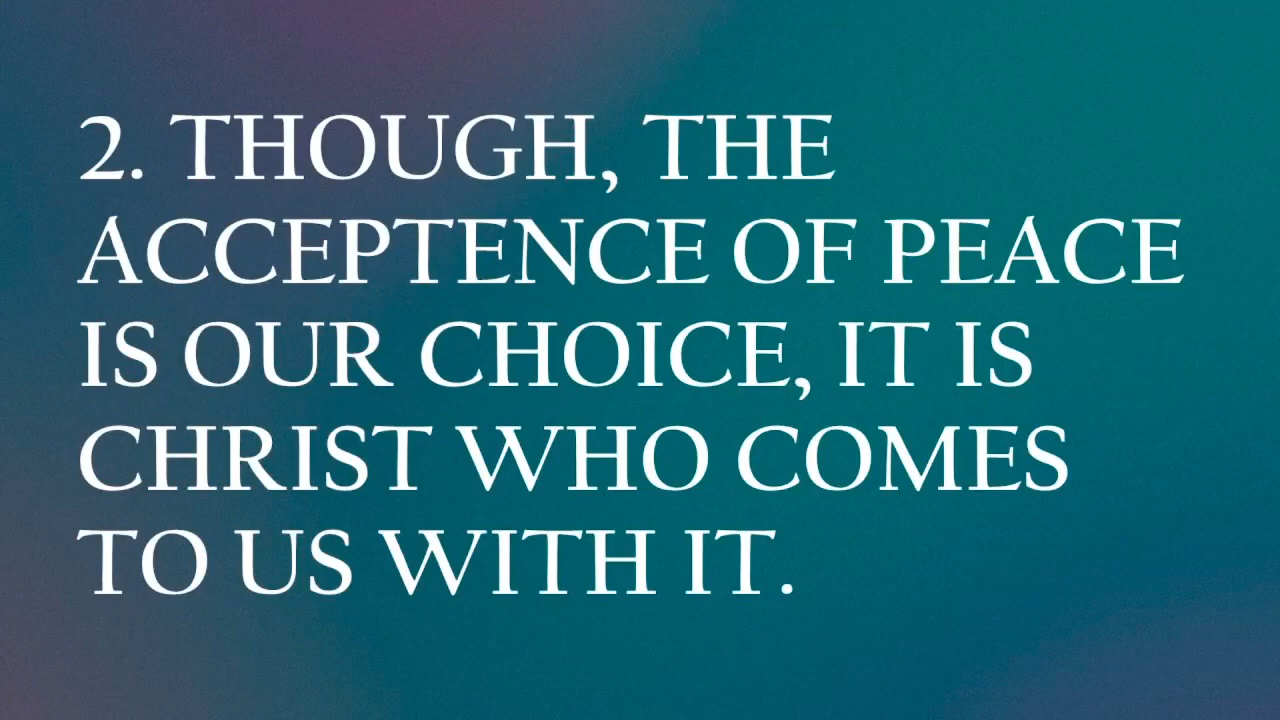 2. THOUGH, THE
ACCEPTENCE OF PEACE
IS OUR CHOICE, IT IS
CHRIST WHO COMES
TO US WITH IT.